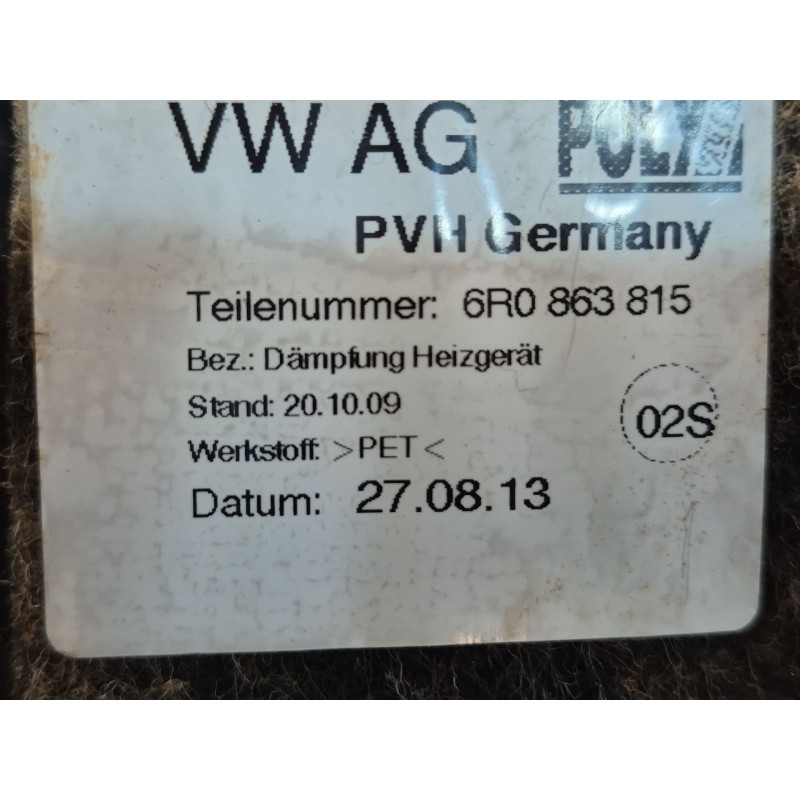 VW AG
PVH Germany
Teilenummer: 6R0 863 815
Bez.: Dämpfung Heizgerät
Stand: 20.10.09
02S
Werkstoff: >PET<
Datum: 27.08.13